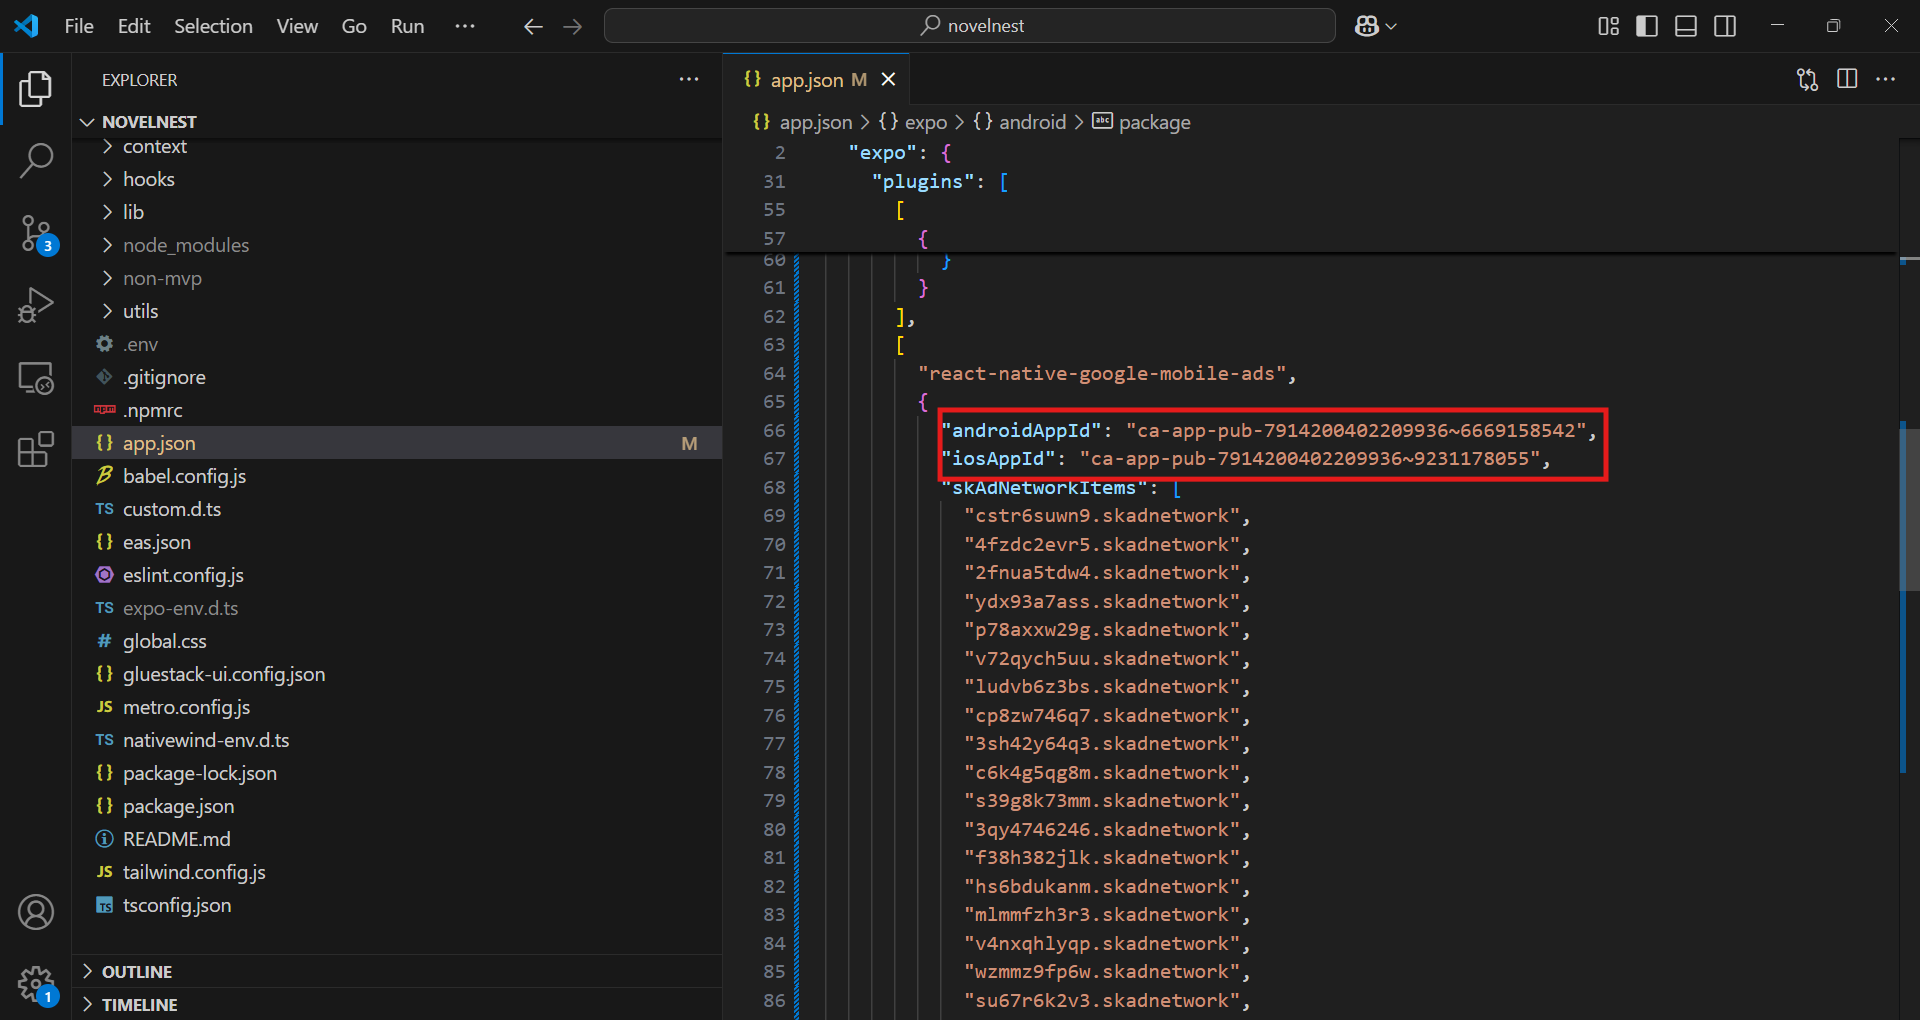 File Edit Selection View Go Run ··· novelnest
EXPLORER ···
NOVELNEST
context
hooks
lib
node_modules
non-mvp
utils
.env
.gitignore
npm .npmrc
{} app.json M
babel.config.js
TS custom.d.ts
{} eas.json
eslint.config.js
TS expo-env.d.ts
# global.css
{} gluestack-ui.config.json
JS metro.config.js
TS nativewind-env.d.ts
{} package-lock.json
{} package.json
README.md
JS tailwind.config.js
TS tsconfig.json
OUTLINE
TIMELINE
3
1
{} app.json M
{} app.json > {} expo > {} android > abc package
2 "expo": {
31 "plugins": [
55 [
57 {
60 }
61 }
62 ],
63 [
64 "react-native-google-mobile-ads",
65 {
66 "androidAppId": "ca-app-pub-7914200402209936~6669158542",
67 "iosAppId": "ca-app-pub-7914200402209936~9231178055",
68 "skAdNetworkItems": [
69 "cstr6suwn9.skadnetwork",
70 "4fzdc2evr5.skadnetwork",
71 "2fnua5tdw4.skadnetwork",
72 "ydx93a7ass.skadnetwork",
73 "p78axxw29g.skadnetwork",
74 "v72qych5uu.skadnetwork",
75 "ludvb6z3bs.skadnetwork",
76 "cp8zw746q7.skadnetwork",
77 "3sh42y64q3.skadnetwork",
78 "c6k4g5qg8m.skadnetwork",
79 "s39g8k73mm.skadnetwork",
80 "3qy4746246.skadnetwork",
81 "f38h382jlk.skadnetwork",
82 "hs6bdukanm.skadnetwork",
83 "mlmmfzh3r3.skadnetwork",
84 "v4nxqhlyqp.skadnetwork",
85 "wzmmz9fp6w.skadnetwork",
86 "su67r6k2v3.skadnetwork",